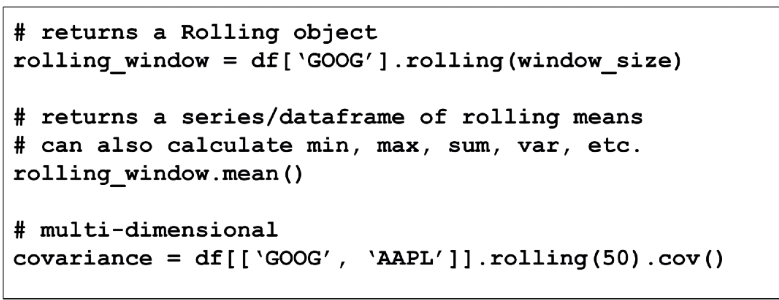 # returns a Rolling object
rolling_window = df[‘GOOG’].rolling(window_size)
# returns a series/dataframe of rolling means
# can also calculate min, max, sum, var, etc.
rolling_window.mean()
# multi-dimensional
covariance = df[[‘GOOG’, ‘AAPL’]].rolling(50).cov()